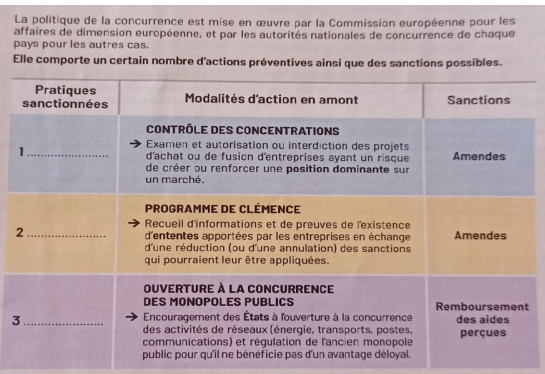 La politique de la concurrence est mise en œuvre par la Commission européenne pour les
affaires de dimension européenne, et par les autorités nationales de concurrence de chaque
pays pour les autres cas.
Elle comporte un certain nombre d'actions préventives ainsi que des sanctions possibles.
Pratiques
sanctionnées
Modalités d'action en amont
Sanctions
1 ........................
CONTRÔLE DES CONCENTRATIONS
→ Examen et autorisation ou interdiction des projets
d'achat ou de fusion d'entreprises ayant un risque
de créer ou renforcer une position dominante sur
un marché.
Amendes
2 ........................
PROGRAMME DE CLÉMENCE
→ Recueil d'informations et de preuves de l'existence
d'ententes apportées par les entreprises en échange
d'une réduction (ou d'une annulation) des sanctions
qui pourraient leur être appliquées.
Amendes
3 ........................
OUVERTURE À LA CONCURRENCE
DES MONOPOLES PUBLICS
→ Encouragement des États à l'ouverture à la concurrence
des activités de réseaux (énergie, transports, postes,
communications) et régulation de l'ancien monopole
public pour qu'il ne bénéficie pas d'un avantage déloyal.
Remboursement
des aides
perçues